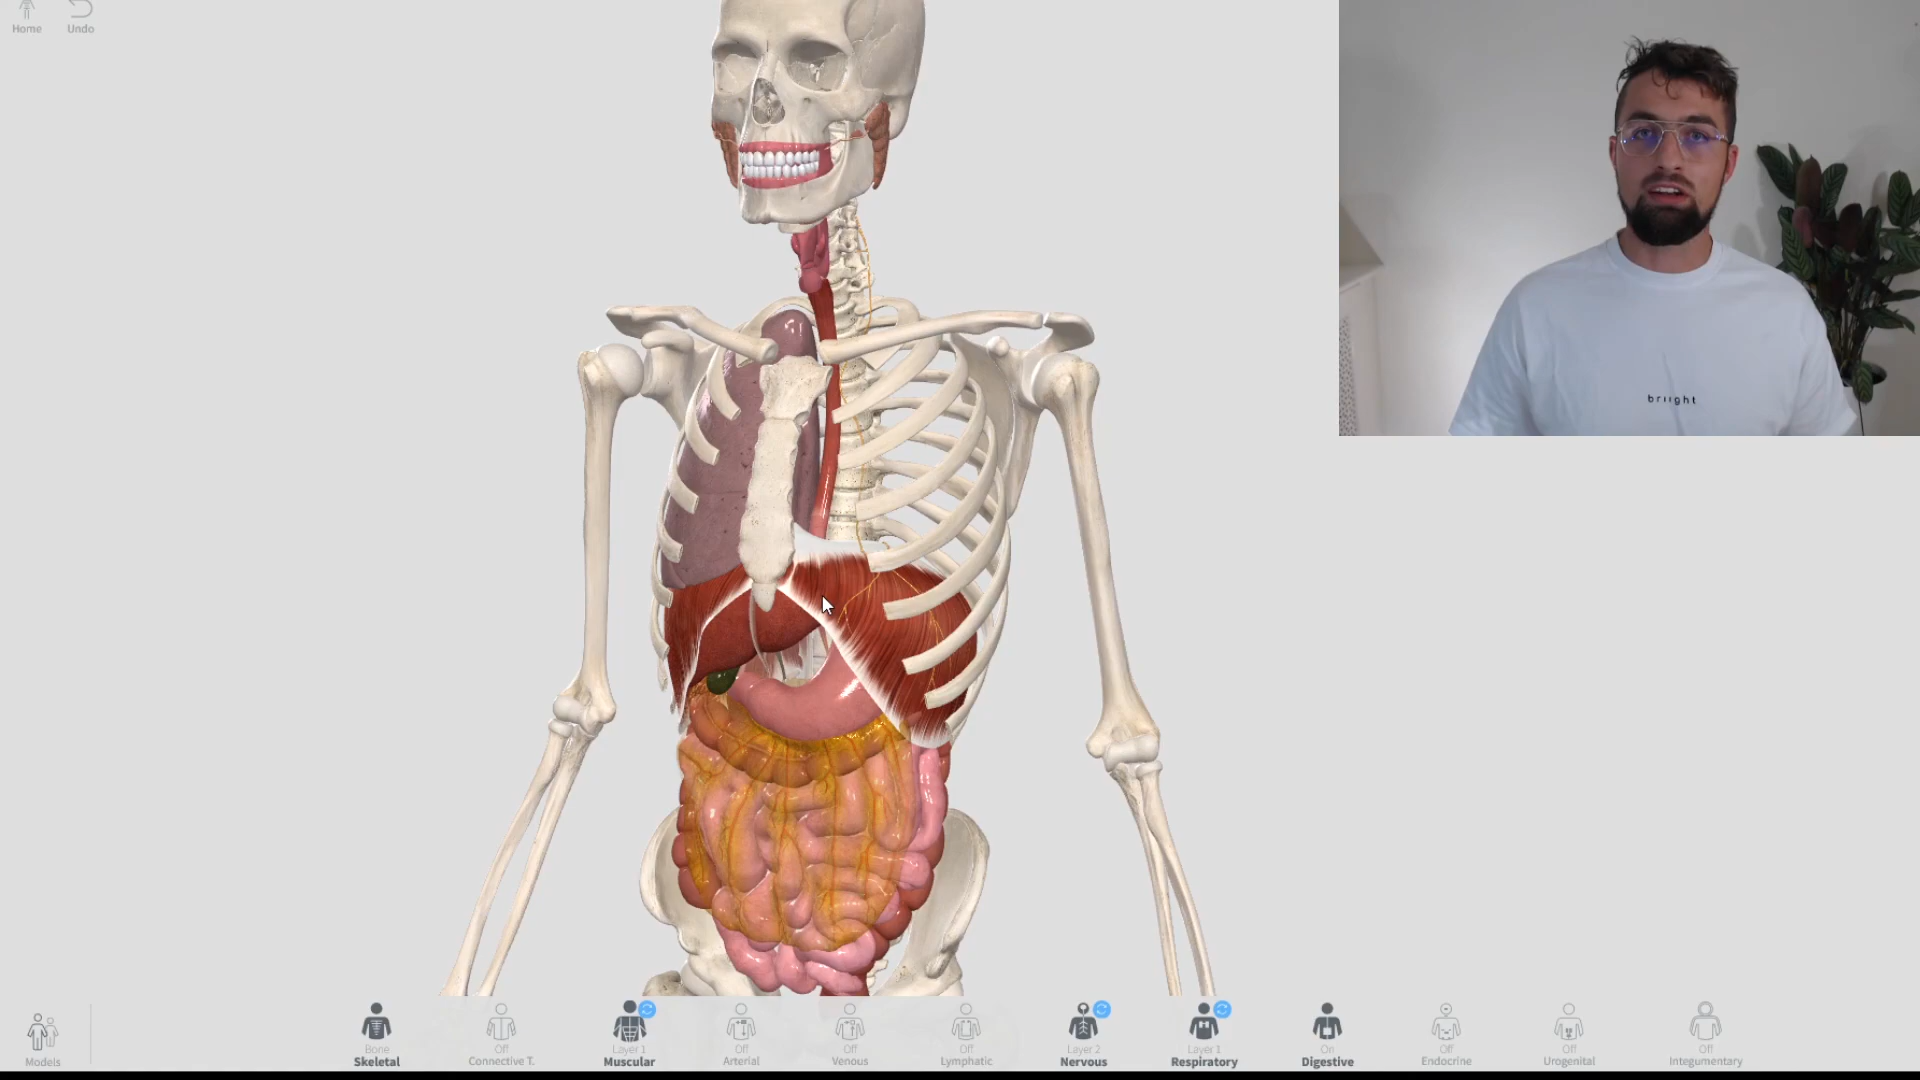 Home
Undo
briight
Models
Bone
Skeletal
Off
Connective T.
Layer 1
Muscular
Off
Arterial
Off
Venous
Off
Lymphatic
Layer 2
Nervous
Layer 1
Respiratory
On
Digestive
Off
Endocrine
Off
Urogenital
Off
Integumentary